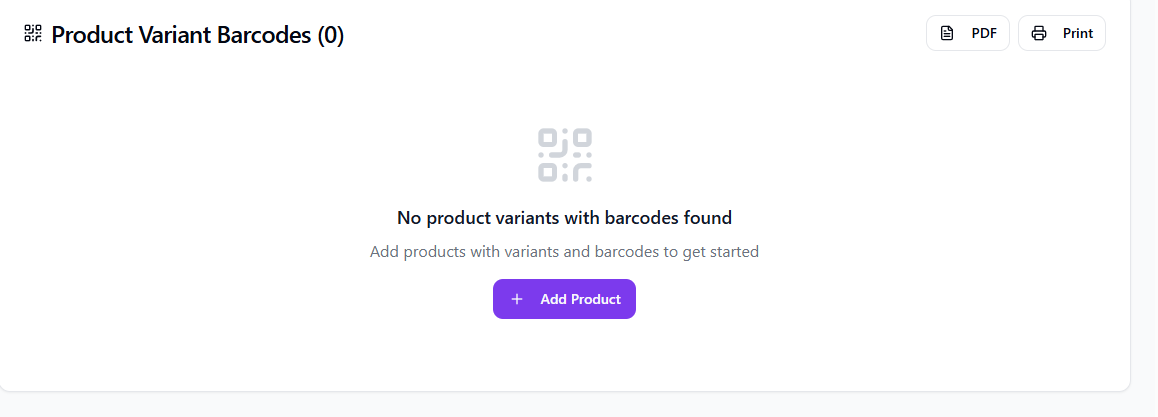 Product Variant Barcodes (0)
PDF
Print
No product variants with barcodes found
Add products with variants and barcodes to get started
+ Add Product